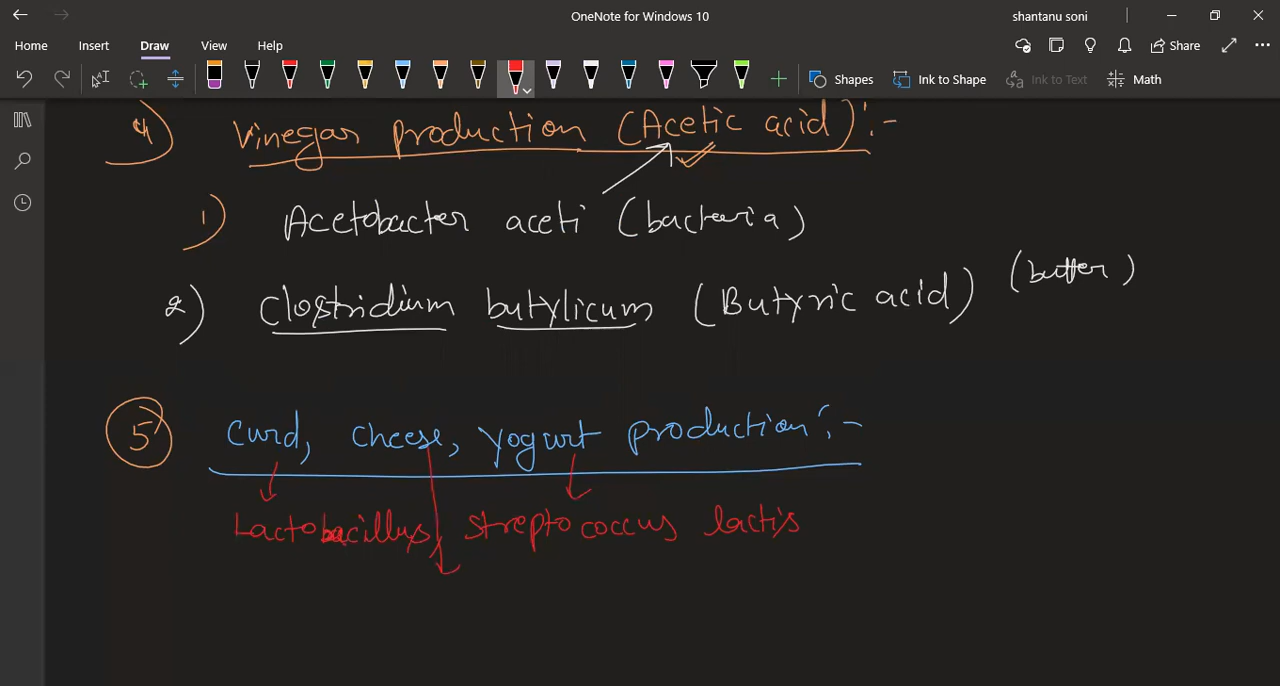 OneNote for Windows 10
shantanu soni
Home Insert Draw View Help
Share
Shapes Ink to Shape Ink to Text Math
4) Vinegar production (Acetic acid) :-
1) Acetobacter aceti (bacteria)
2) Clostridium butylicum (Butyric acid) (butter)
5 Curd, Cheese, Yogurt production :-
Lactobacillus, Streptococcus lactis